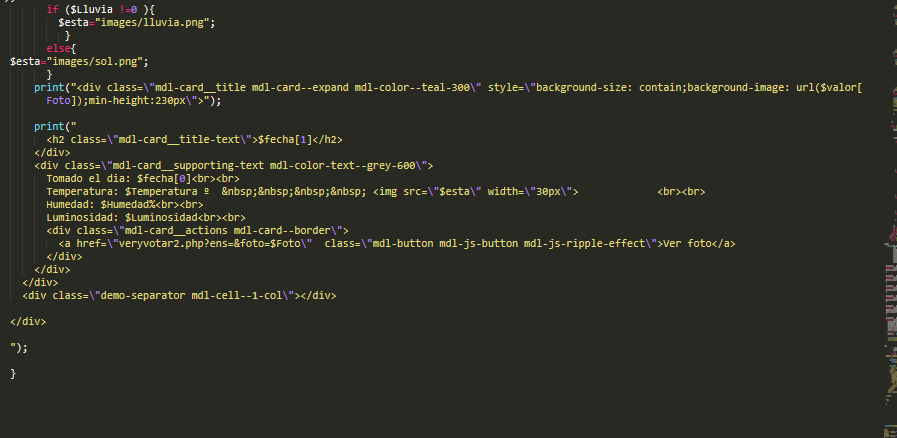 if ($Lluvia !=0 ){
$esta="images/lluvia.png";
}
else{
$esta="images/sol.png";
}
print("<div class=\"mdl-card__title mdl-card--expand mdl-color--teal-300\" style=\"background-size: contain;background-image: url($valor[
Foto]);min-height:230px\">");
print("
<h2 class=\"mdl-card__title-text\">$fecha[1]</h2>
</div>
<div class=\"mdl-card__supporting-text mdl-color-text--grey-600\">
Tomado el dia: $fecha[0]<br><br>
Temperatura: $Temperatura º  &nbsp;&nbsp;&nbsp;&nbsp; <img src=\"$esta\" width=\"30px\">             <br><br>
Humedad: $Humedad%<br><br>
Luminosidad: $Luminosidad<br><br>
<div class=\"mdl-card__actions mdl-card--border\">
<a href=\"veryvotar2.php?ens=&foto=$Foto\"  class=\"mdl-button mdl-js-button mdl-js-ripple-effect\">Ver foto</a>
</div>
</div>
</div>
<div class=\"demo-separator mdl-cell--1-col\"></div>
</div>
");
}